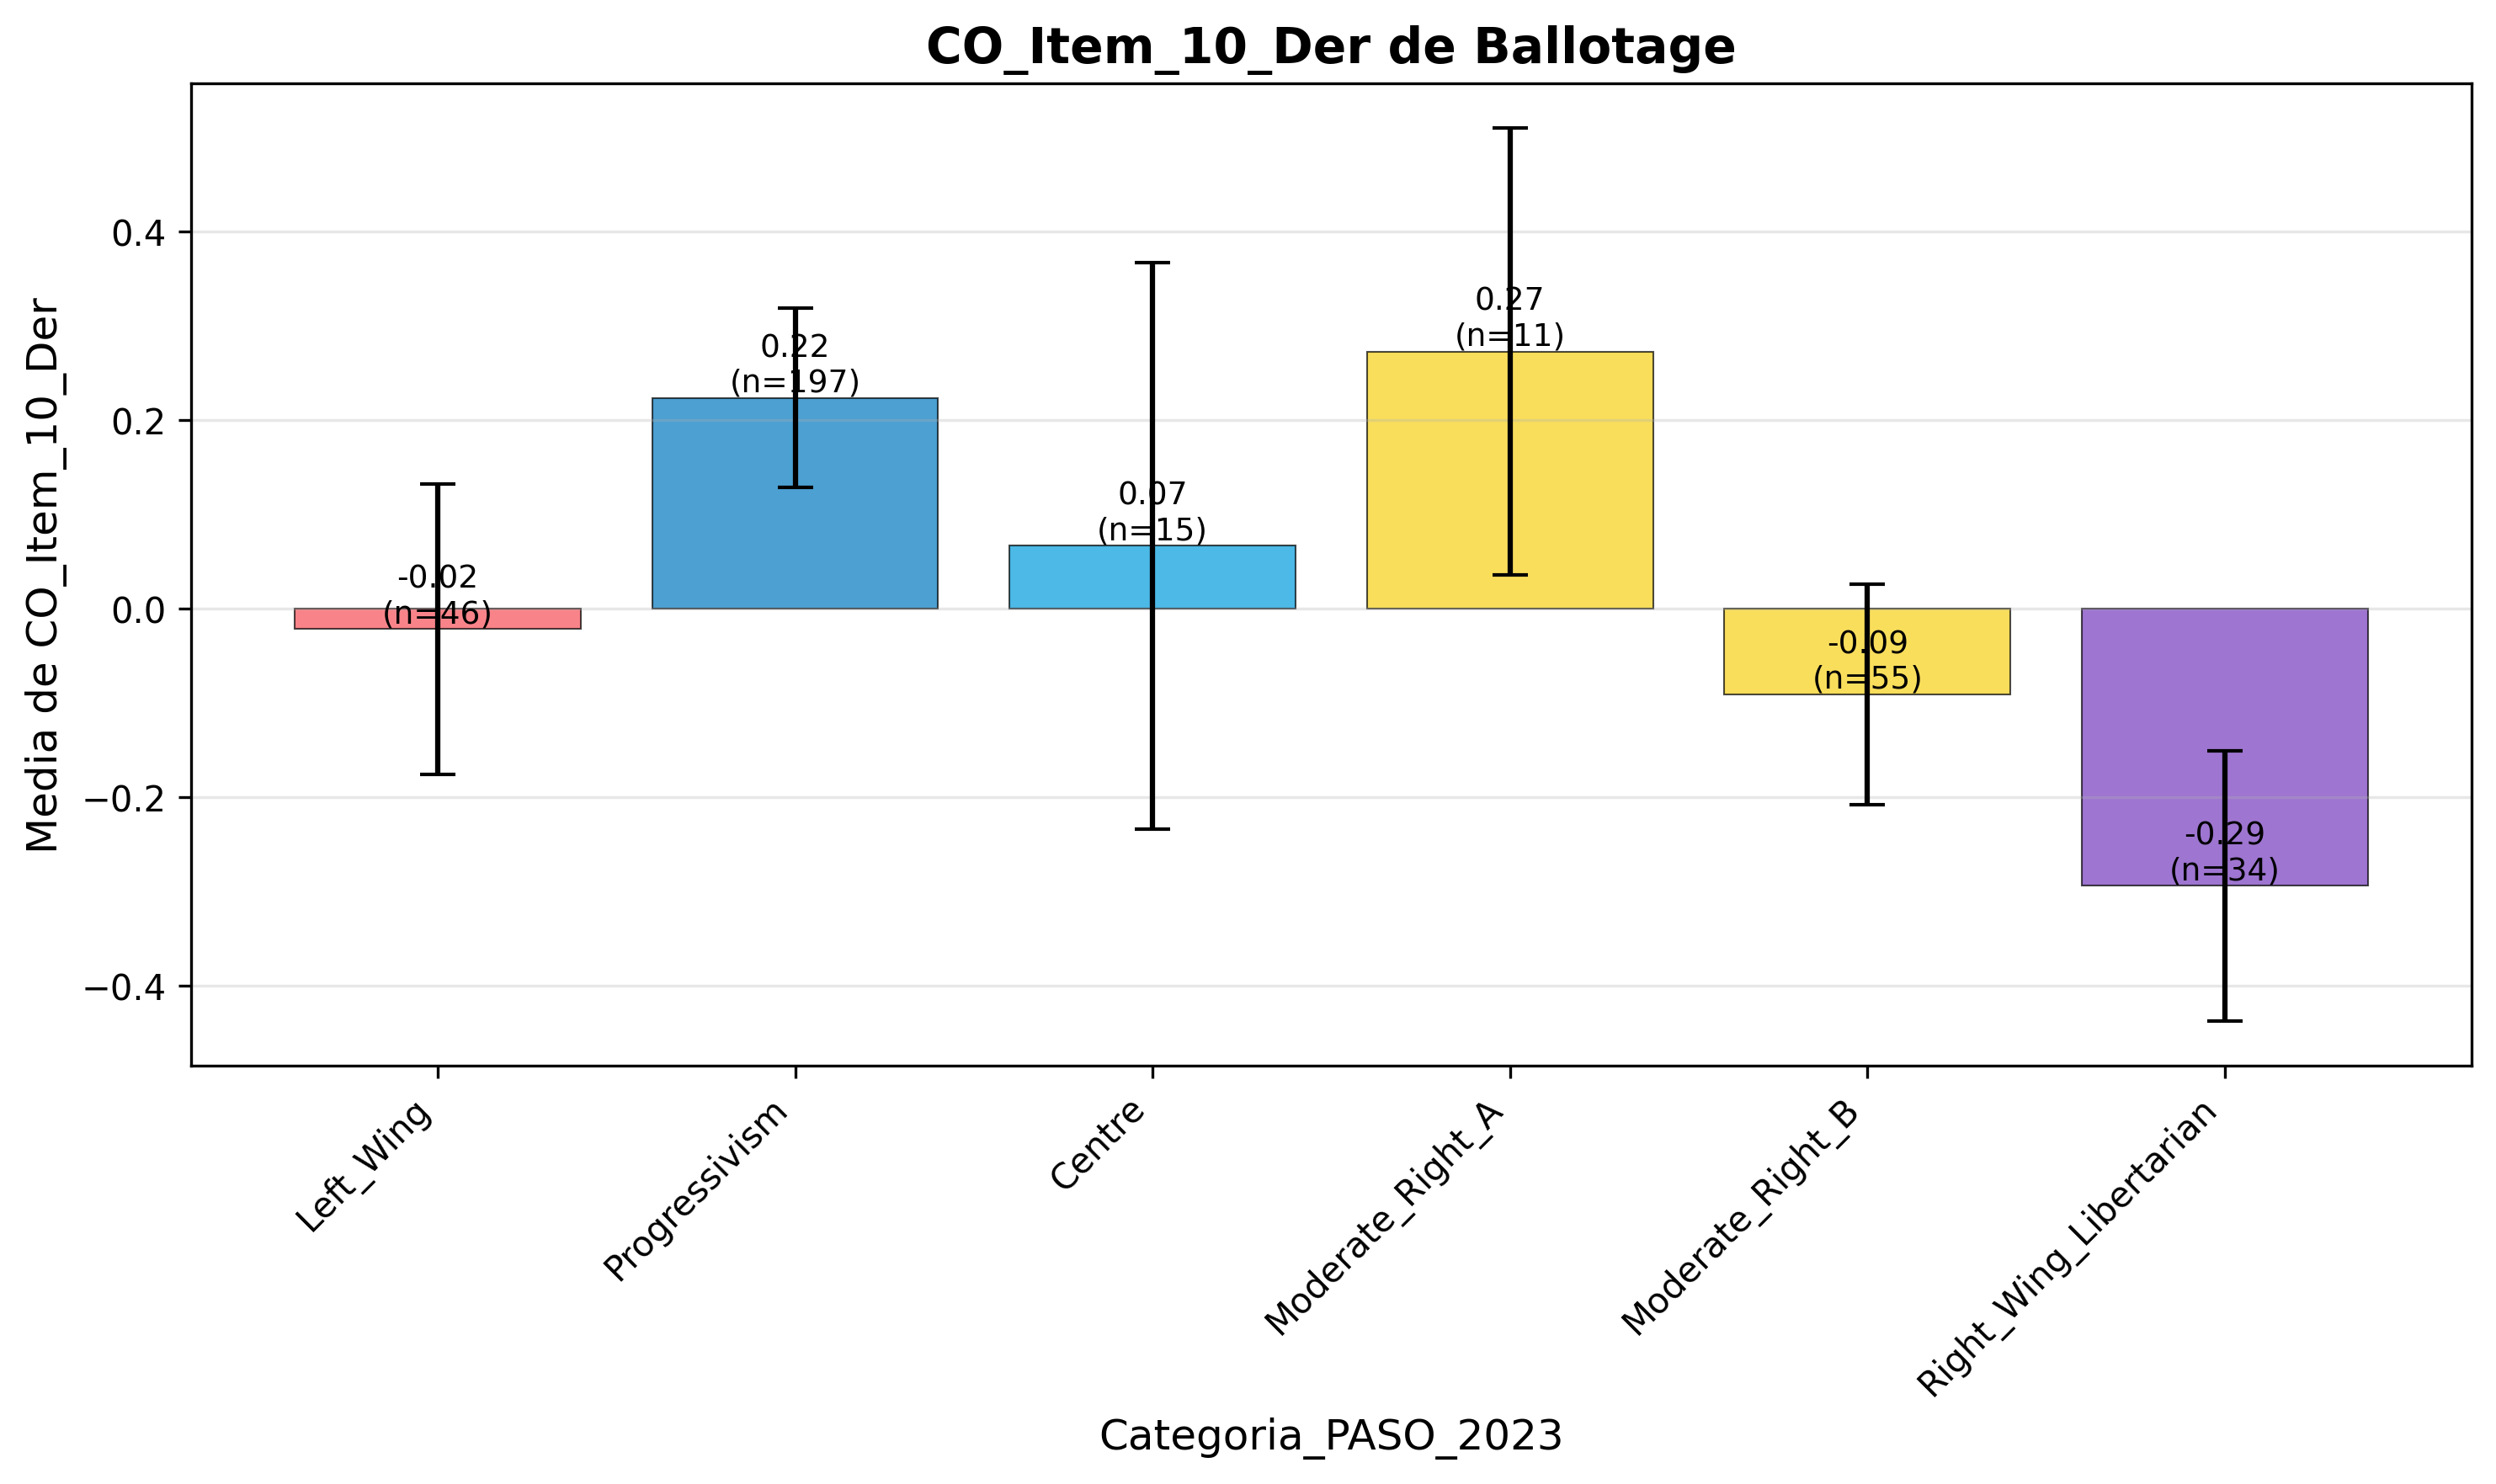 CO_Item_10_Der de Ballotage
Media de CO_Item_10_Der
0.4
0.2
0.0
−0.2
−0.4
-0.02
(n=46)
0.22
(n=197)
0.07
(n=15)
0.27
(n=11)
-0.09
(n=55)
-0.29
(n=34)
Left_Wing
Progressivism
Centre
Moderate_Right_A
Moderate_Right_B
Right_Wing_Libertarian
Categoria_PASO_2023